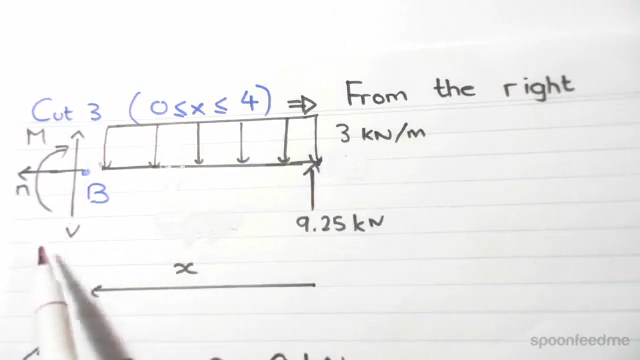 Cut 3 (0≤x≤4) ⇒ From the right
M
3 kN/m
n
B
V
9.25 kN
x
spoonfeedme